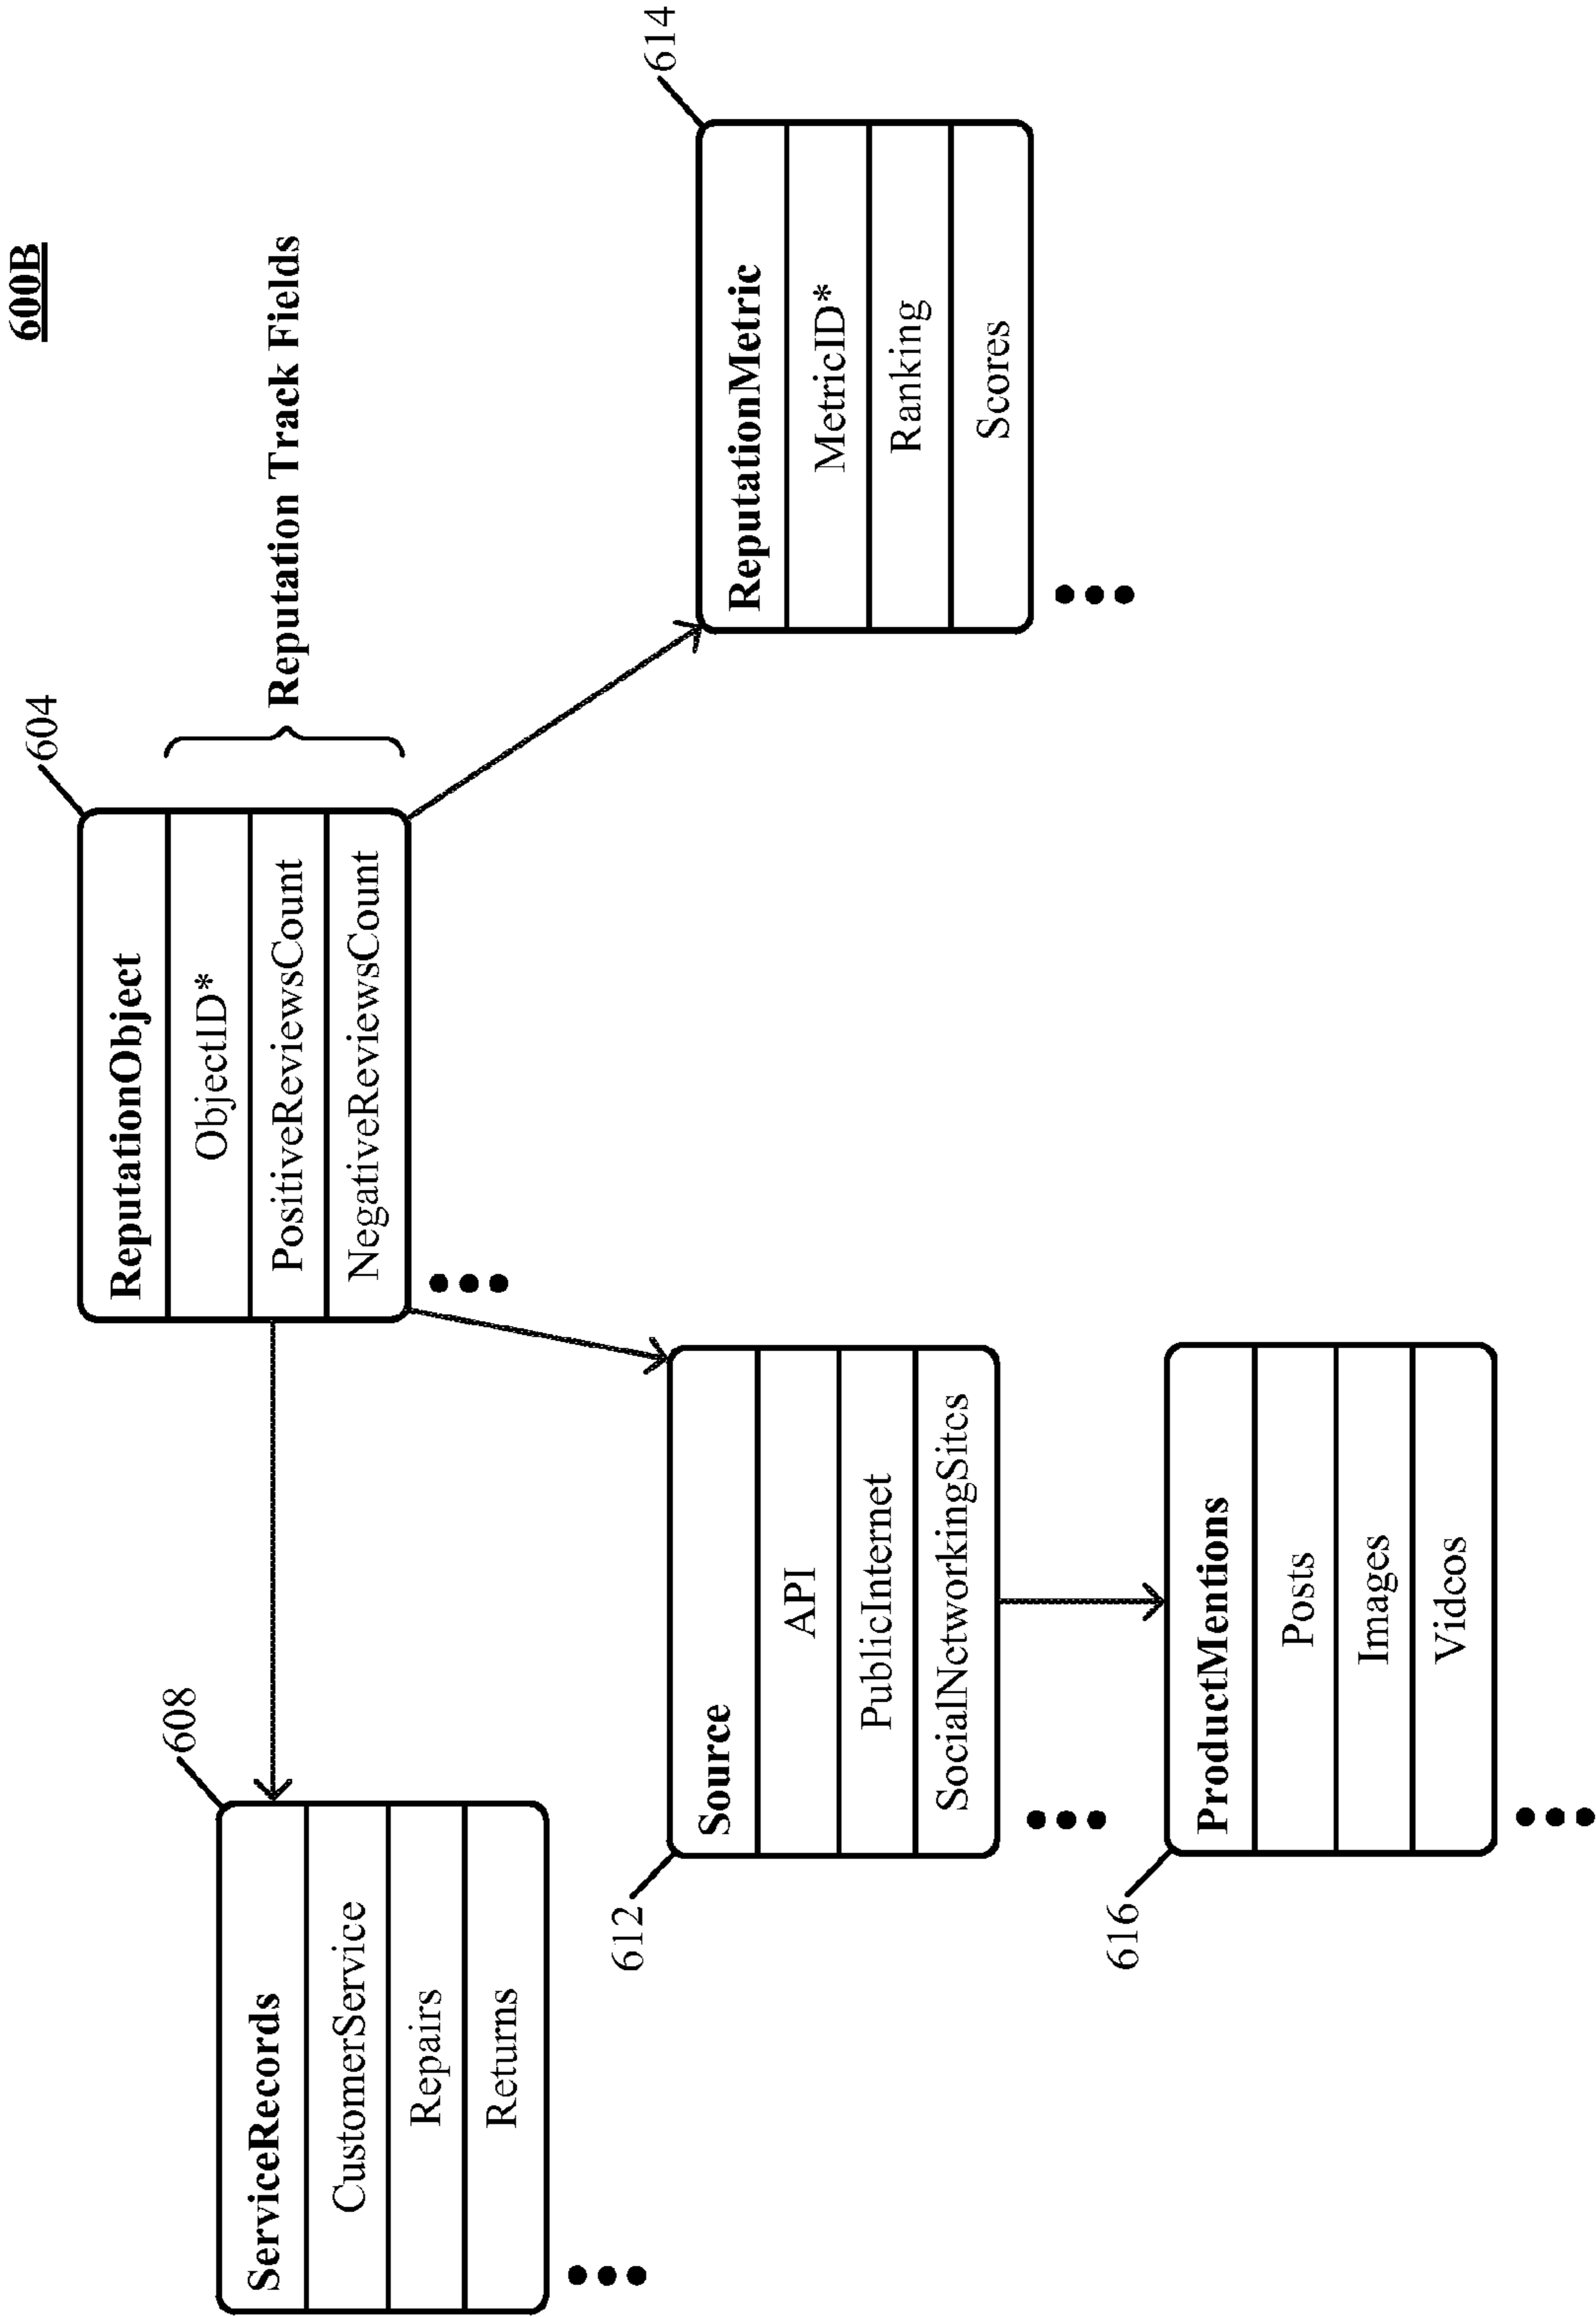 600B
604
ReputationObject
ObjectID*
PositiveReviewsCount
NegativeReviewsCount
Reputation Track Fields
608
ServiceRecords
CustomerService
Repairs
Returns
612
Source
API
PublicInternet
SocialNetworkingSites
614
ReputationMetric
MetricID*
Ranking
Scores
616
ProductMentions
Posts
Images
Videos